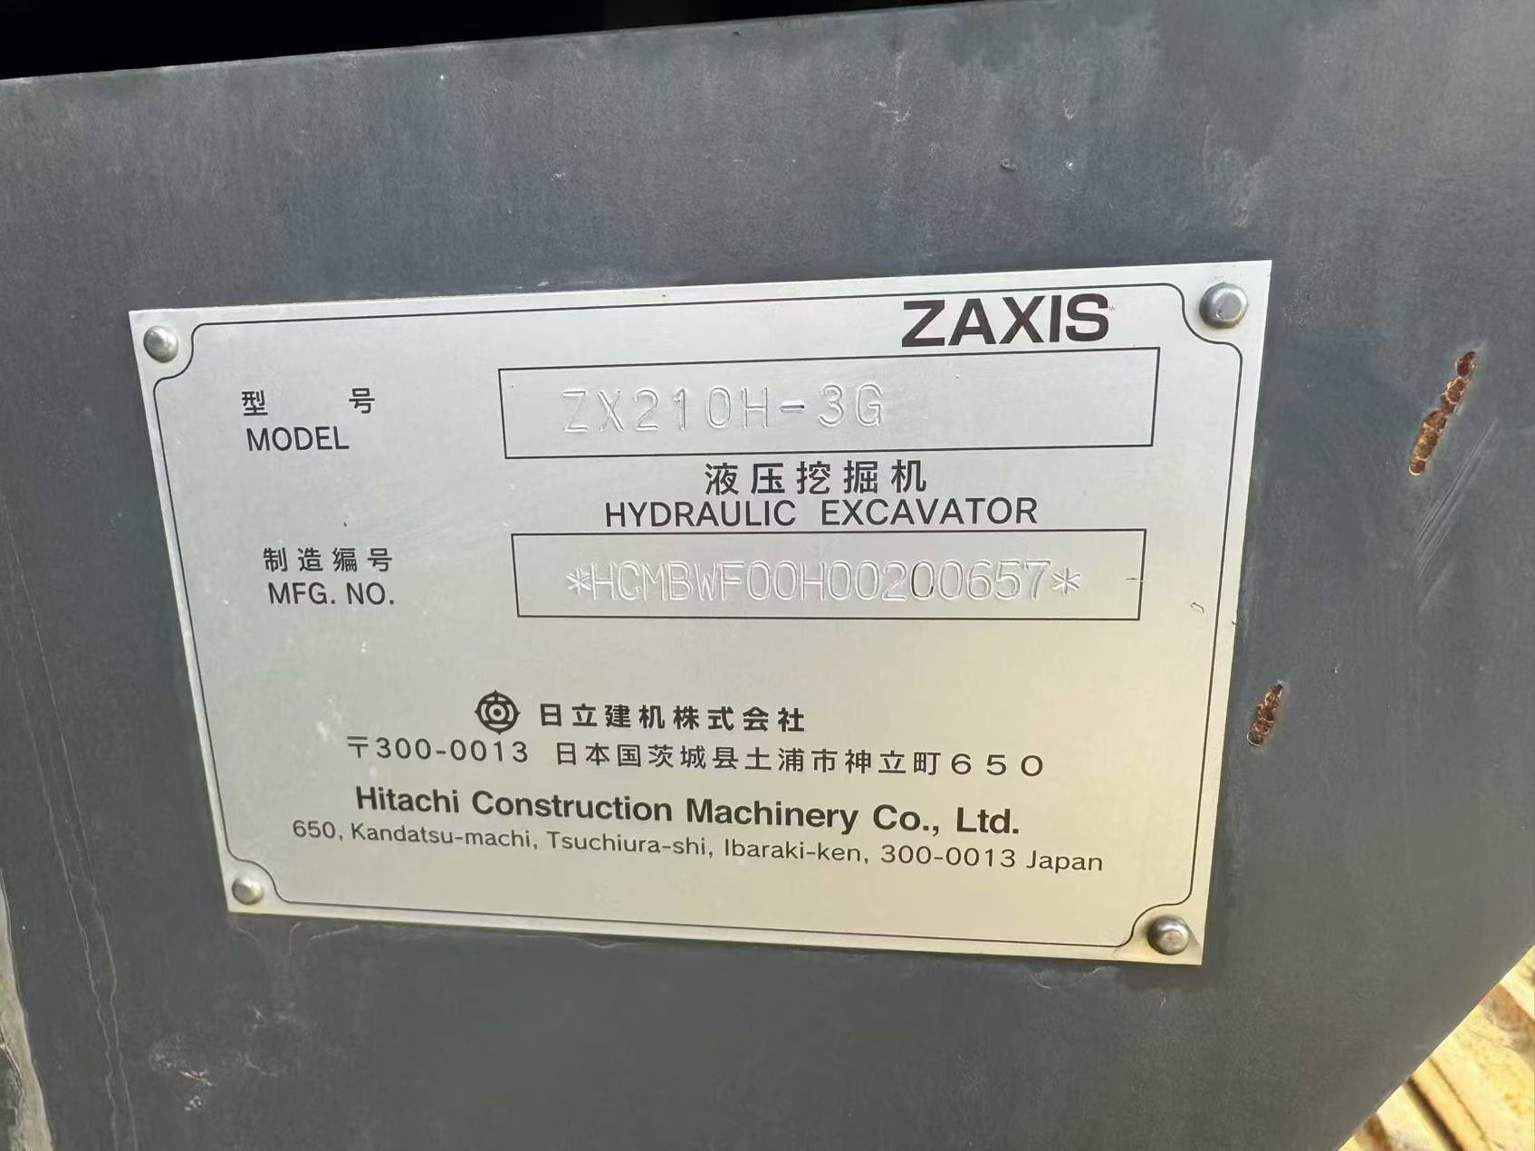 ZAXIS
型 号
MODEL
ZX210H-3G
液压挖掘机
HYDRAULIC EXCAVATOR
制造编号
MFG. NO.
*HCMBWF00H00200657*
日立建机株式会社
〒300-0013 日本国茨城县土浦市神立町650
Hitachi Construction Machinery Co., Ltd.
650, Kandatsu-machi, Tsuchiura-shi, Ibaraki-ken, 300-0013 Japan